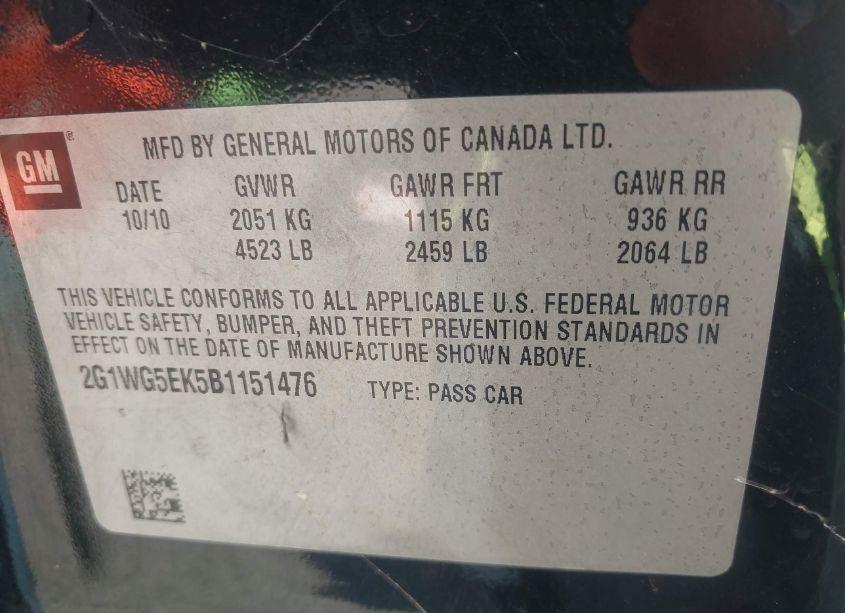 GM ®
MFD BY GENERAL MOTORS OF CANADA LTD.
DATE GVWR GAWR FRT GAWR RR
10/10 2051 KG 1115 KG 936 KG
4523 LB 2459 LB 2064 LB
THIS VEHICLE CONFORMS TO ALL APPLICABLE U.S. FEDERAL MOTOR
VEHICLE SAFETY, BUMPER, AND THEFT PREVENTION STANDARDS IN
EFFECT ON THE DATE OF MANUFACTURE SHOWN ABOVE.
2G1WG5EK5B1151476 TYPE: PASS CAR